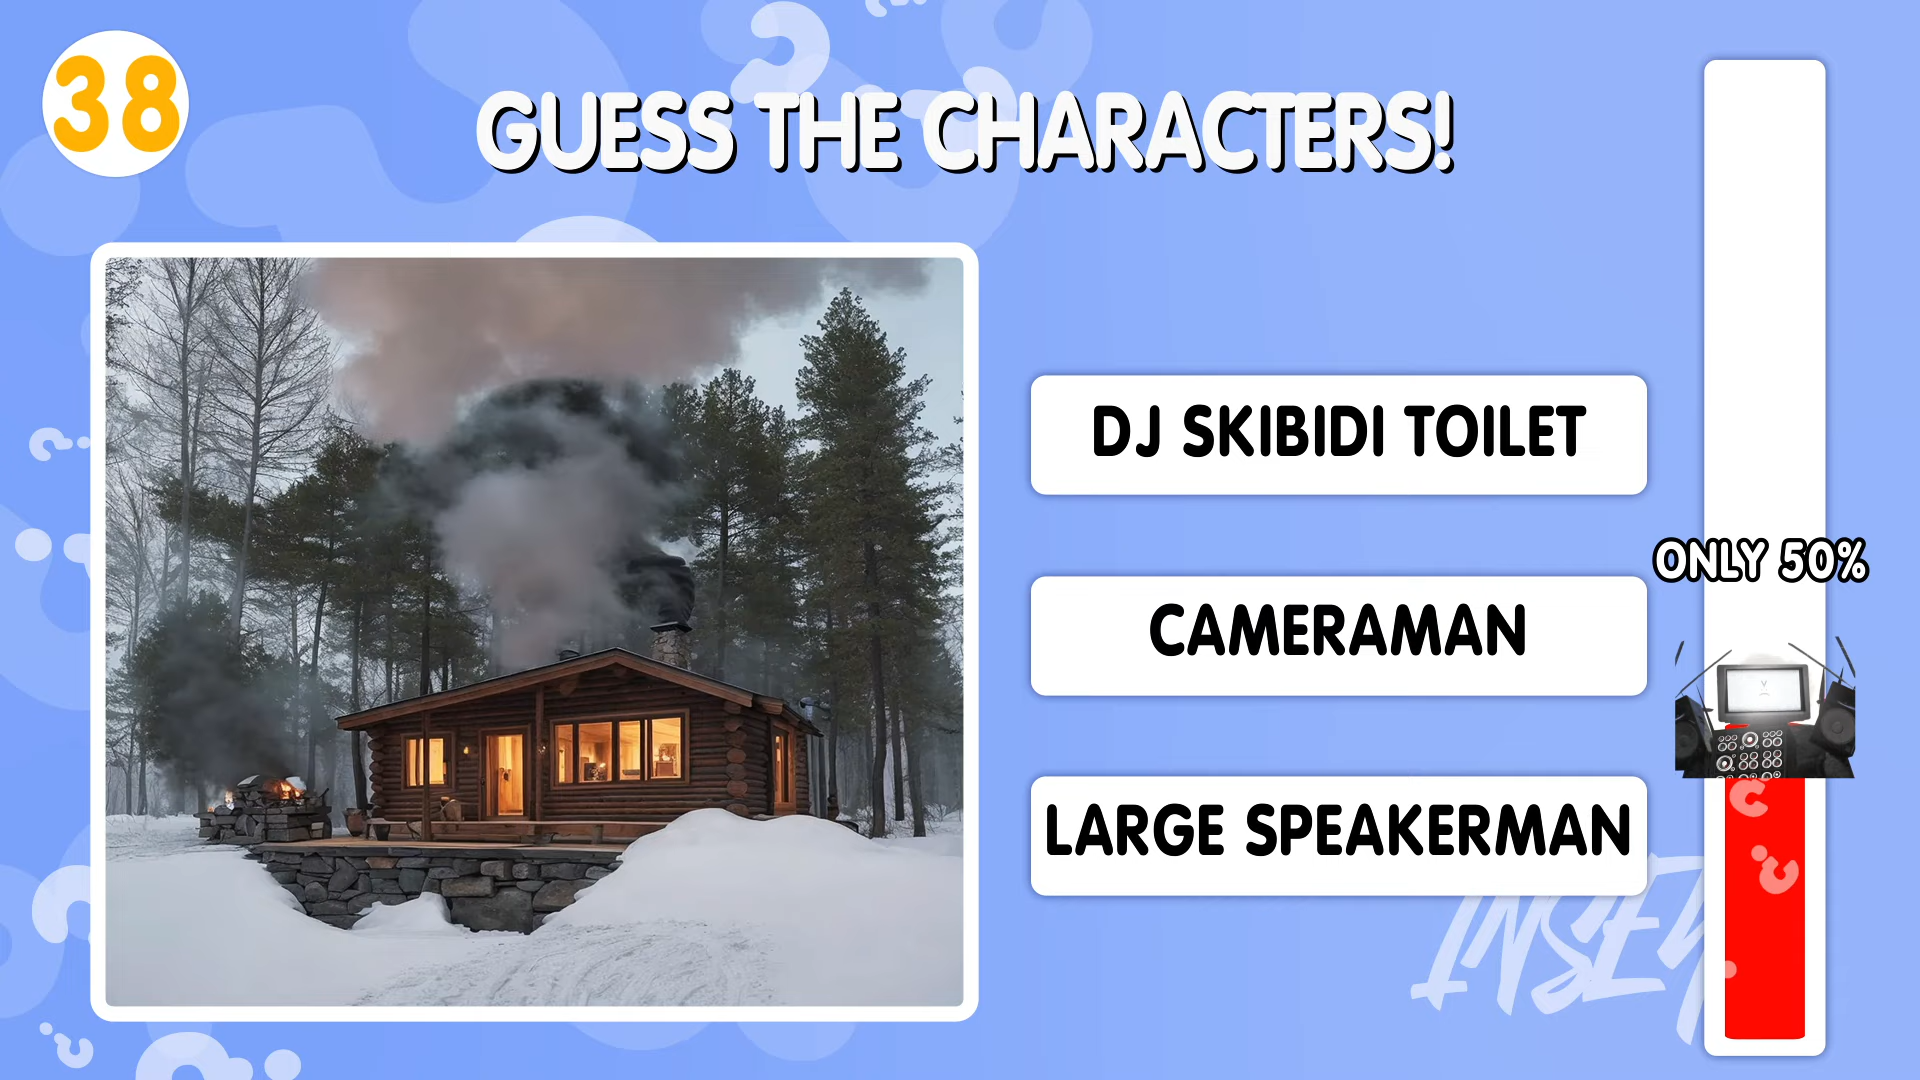 38
GUESS THE CHARACTERS!
DJ SKIBIDI TOILET
CAMERAMAN
LARGE SPEAKERMAN
ONLY 50%